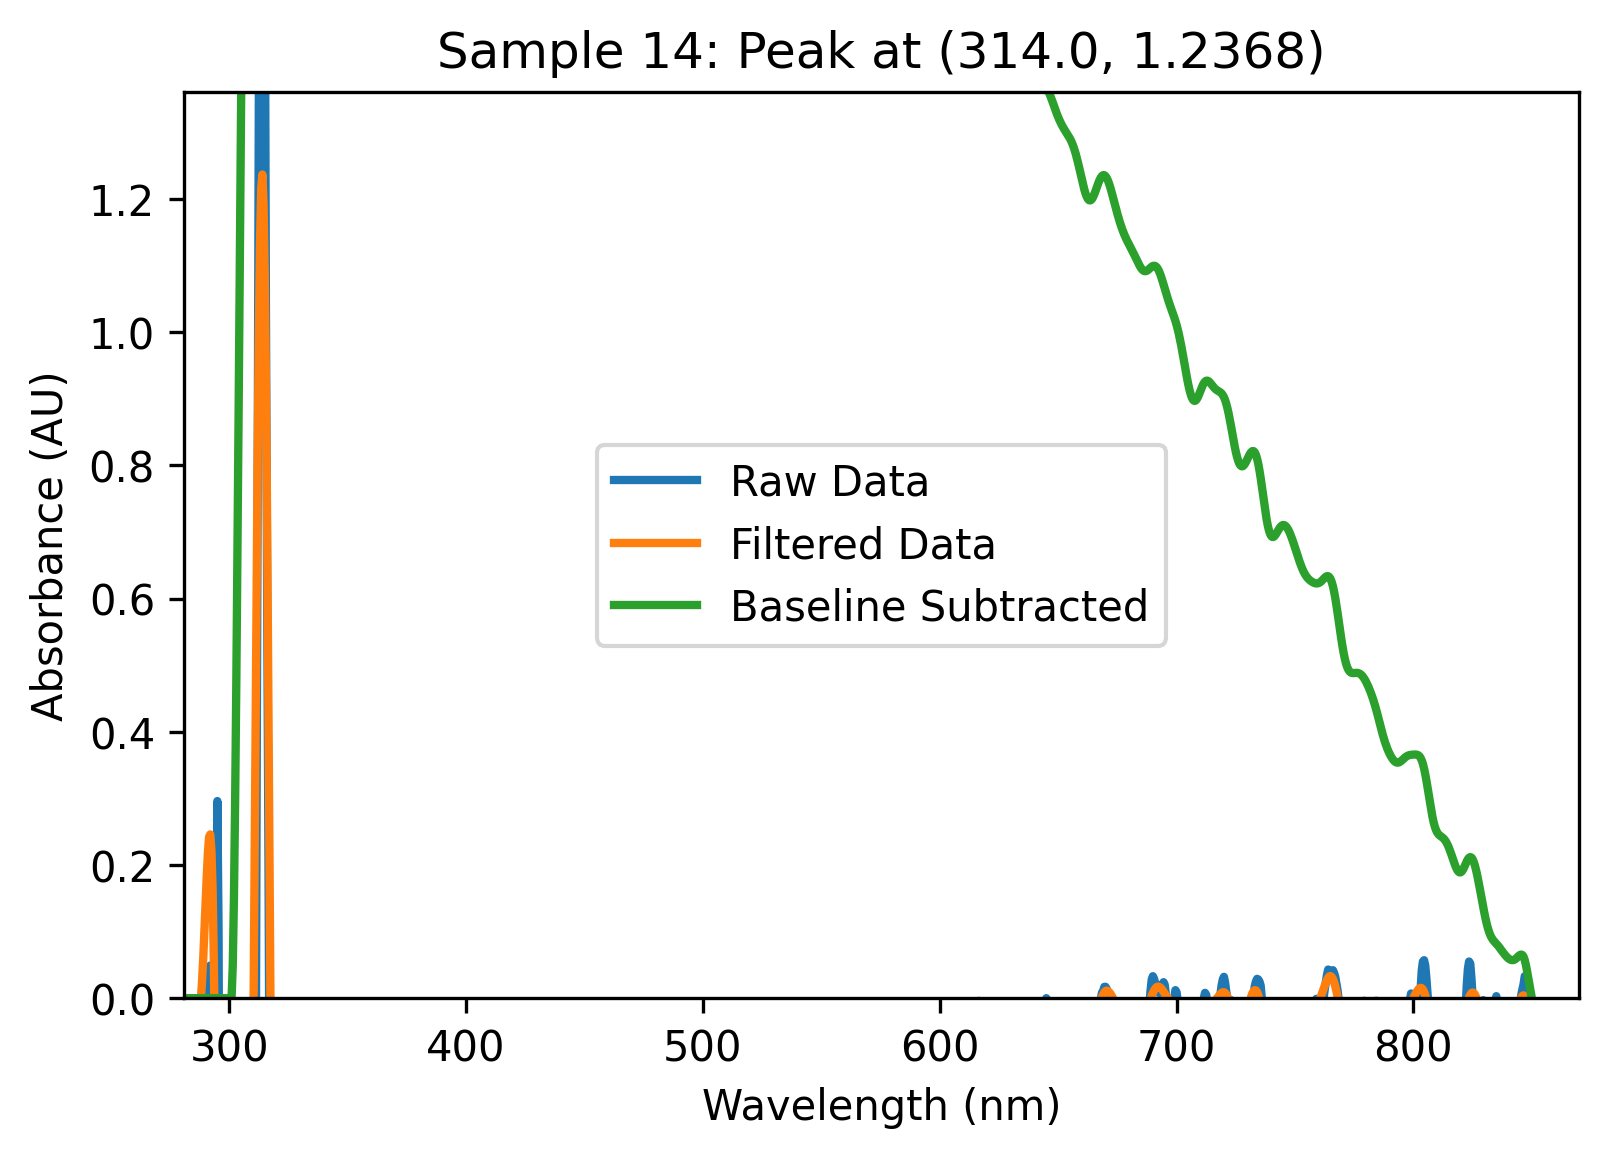 Sample 14: Peak at (314.0, 1.2368)
1.2
1.0
0.8
0.6
0.4
0.2
0.0
Absorbance (AU)
Raw Data
Filtered Data
Baseline Subtracted
300 400 500 600 700 800
Wavelength (nm)